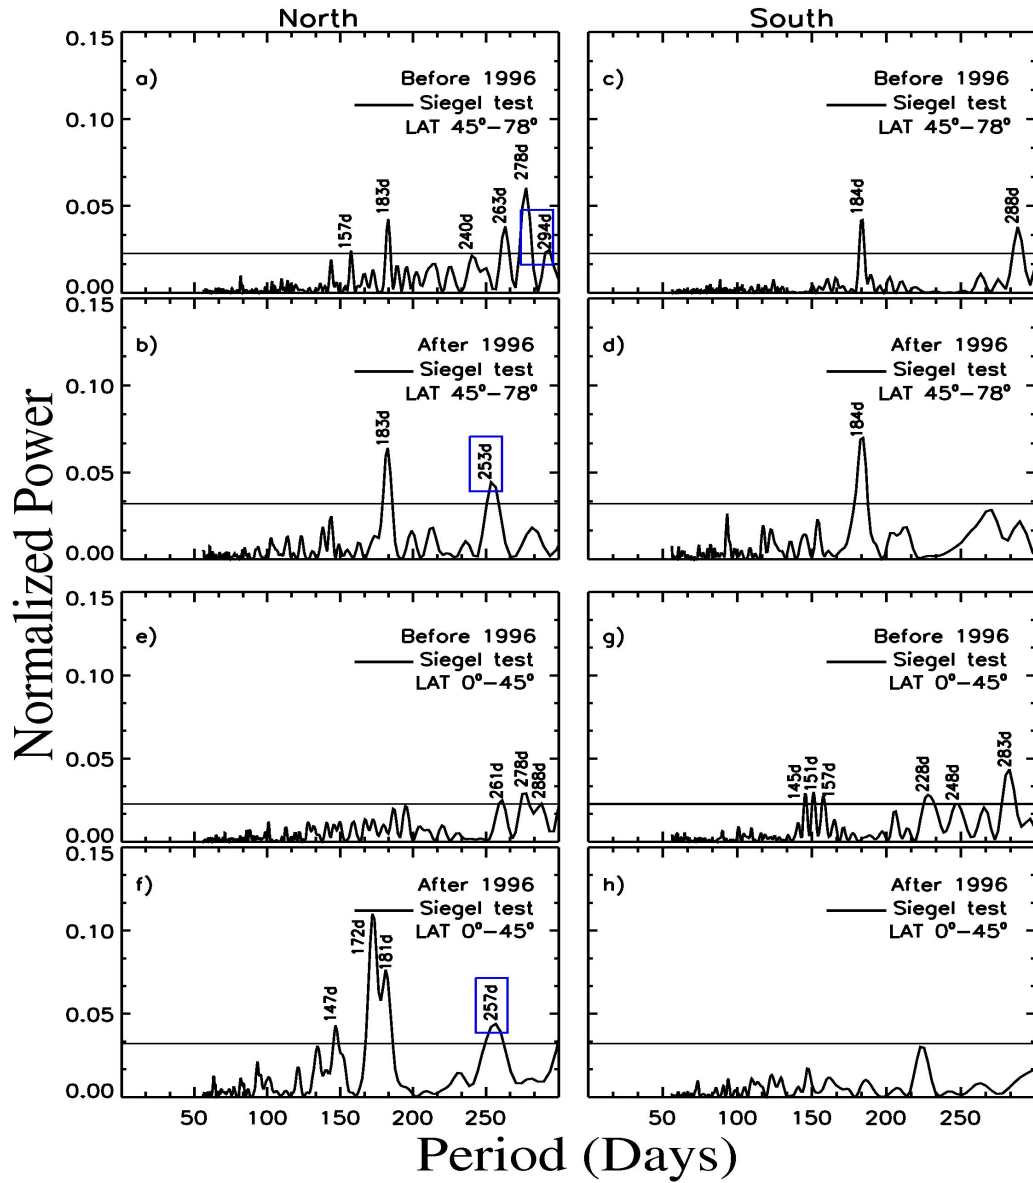 North
South
Normalized Power
0.15
0.10
0.05
0.00
a)
Before 1996
Siegel test
LAT 45°–78°
157d
183d
240d
263d
278d
294d
c)
Before 1996
Siegel test
LAT 45°–78°
184d
288d
0.15
0.10
0.05
0.00
b)
After 1996
Siegel test
LAT 45°–78°
183d
253d
d)
After 1996
Siegel test
LAT 45°–78°
184d
0.15
0.10
0.05
0.00
e)
Before 1996
Siegel test
LAT 0°–45°
261d
278d
288d
g)
Before 1996
Siegel test
LAT 0°–45°
145d
151d
157d
228d
248d
283d
0.15
0.10
0.05
0.00
f)
After 1996
Siegel test
LAT 0°–45°
147d
172d
181d
257d
h)
After 1996
Siegel test
LAT 0°–45°
50 100 150 200 250
50 100 150 200 250
Period (Days)